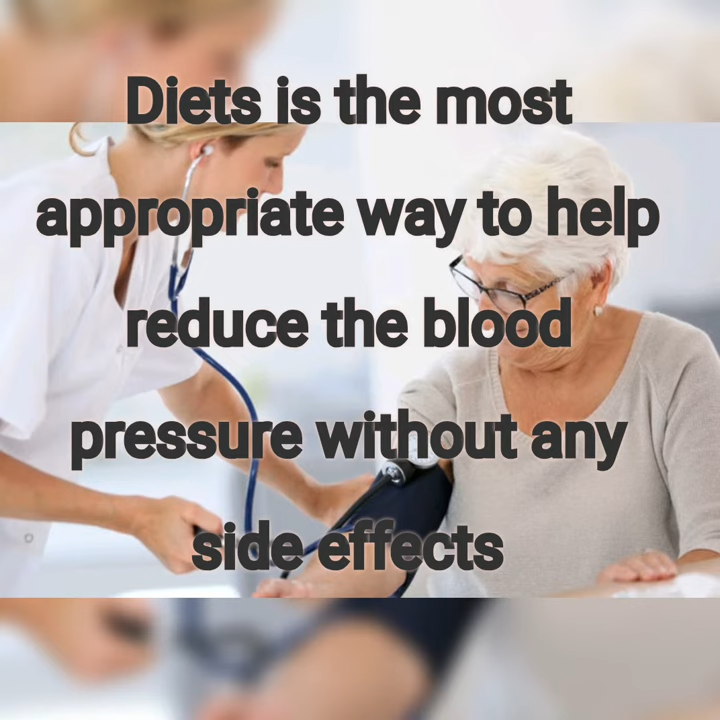 Diets is the most
appropriate way to help
reduce the blood
pressure without any
side effects